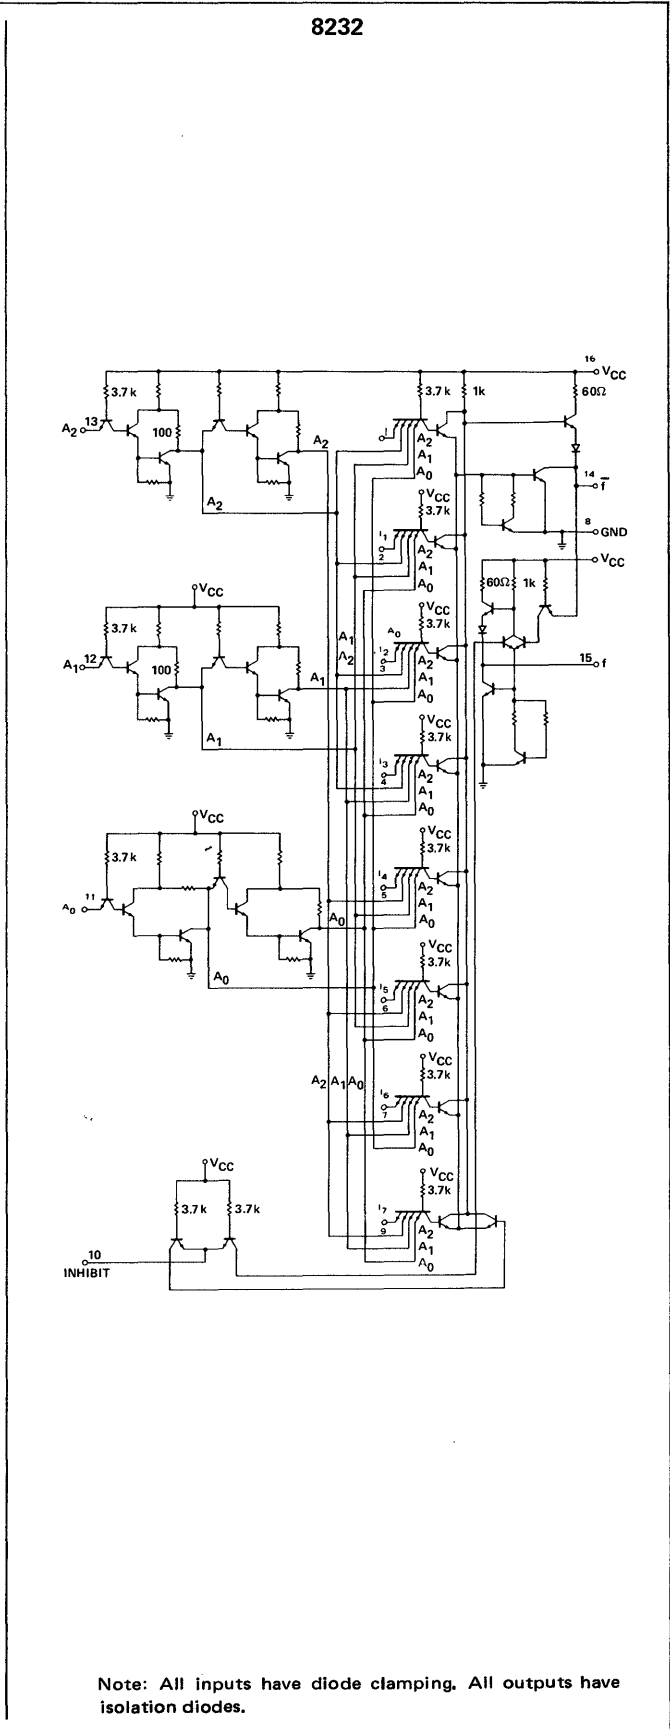 8232
16
VCC
3.7k
3.7k
1k
60Ω
A2
13
100
A2
A2
A1
A0
14
f̅
A2
VCC
3.7k
I1
2
A2
A1
A0
8
GND
VCC
60Ω
1k
VCC
3.7k
A1
12
100
A1
A1
A1
A2
A0
VCC
3.7k
I2
3
A2
A1
A0
15
f
VCC
3.7k
I3
4
A2
A1
A0
VCC
3.7k
11
A0
A0
A0
VCC
3.7k
I4
5
A2
A1
A0
VCC
3.7k
I5
6
A2
A1
A0
A2 A1 A0
VCC
3.7k
I6
7
A2
A1
A0
VCC
3.7k
3.7k
10
INHIBIT
VCC
3.7k
I7
9
A2
A1
A0
Note: All inputs have diode clamping. All outputs have
isolation diodes.